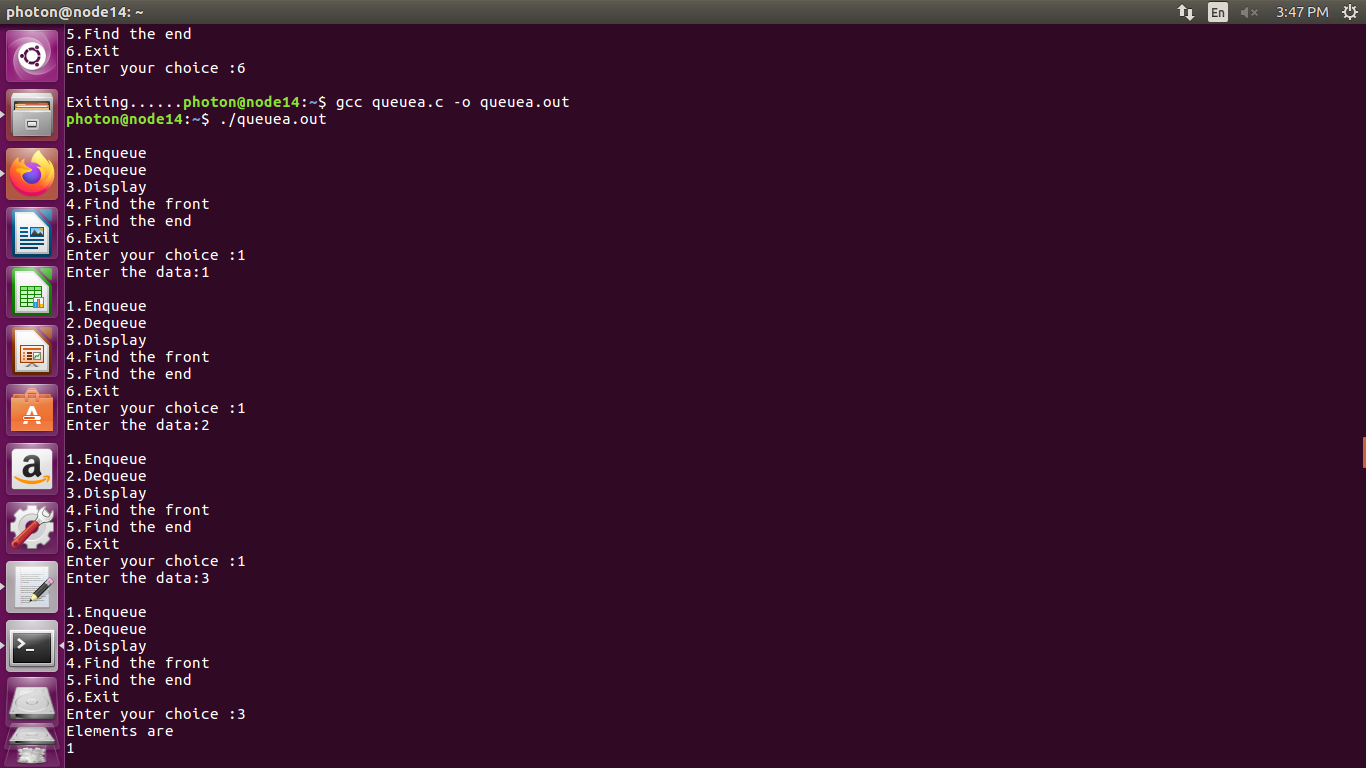 photon@node14: ~
En
3:47 PM
5.Find the end
6.Exit
Enter your choice :6
Exiting......photon@node14:~$ gcc queuea.c -o queuea.out
photon@node14:~$ ./queuea.out
1.Enqueue
2.Dequeue
3.Display
4.Find the front
5.Find the end
6.Exit
Enter your choice :1
Enter the data:1
1.Enqueue
2.Dequeue
3.Display
4.Find the front
5.Find the end
6.Exit
Enter your choice :1
Enter the data:2
1.Enqueue
2.Dequeue
3.Display
4.Find the front
5.Find the end
6.Exit
Enter your choice :1
Enter the data:3
1.Enqueue
2.Dequeue
3.Display
4.Find the front
5.Find the end
6.Exit
Enter your choice :3
Elements are
1